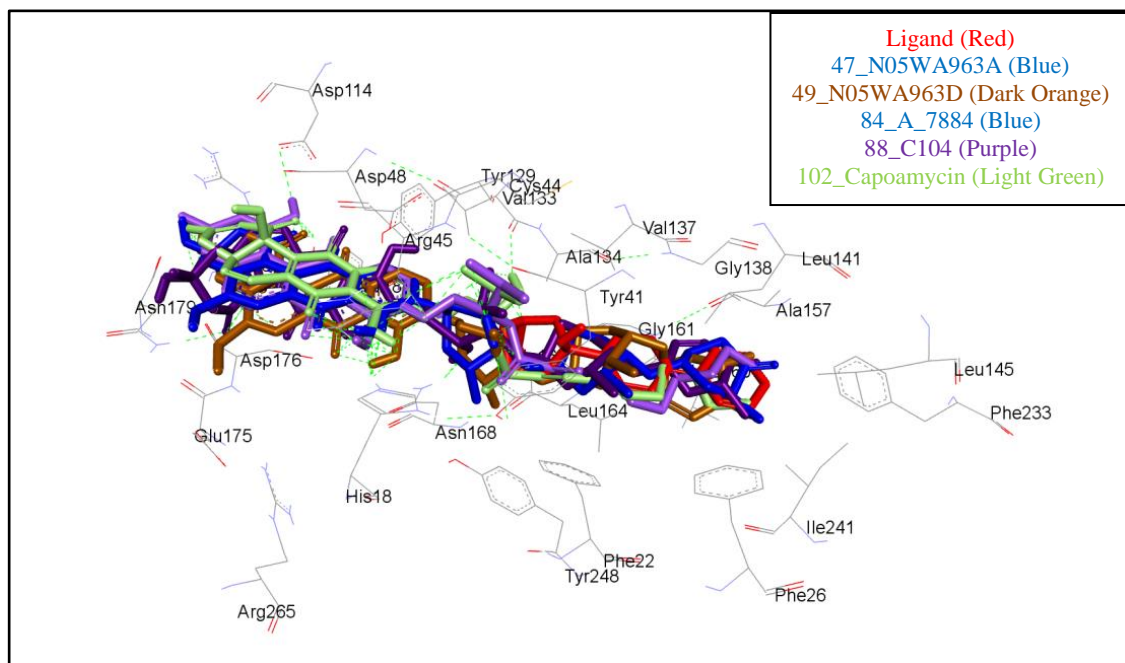 Ligand (Red)
47_N05WA963A (Blue)
49_N05WA963D (Dark Orange)
84_A_7884 (Blue)
88_C104 (Purple)
102_Capoamycin (Light Green)
Asp114
Asp48
Tyr129
Cys44
Val133
Arg45
Val137
Ala134
Gly138
Leu141
Tyr41
Asn179
Ala157
Gly161
Asp176
Leu145
Leu164
Phe233
Glu175
Asn168
His18
Ile241
Phe22
Tyr248
Phe26
Arg265